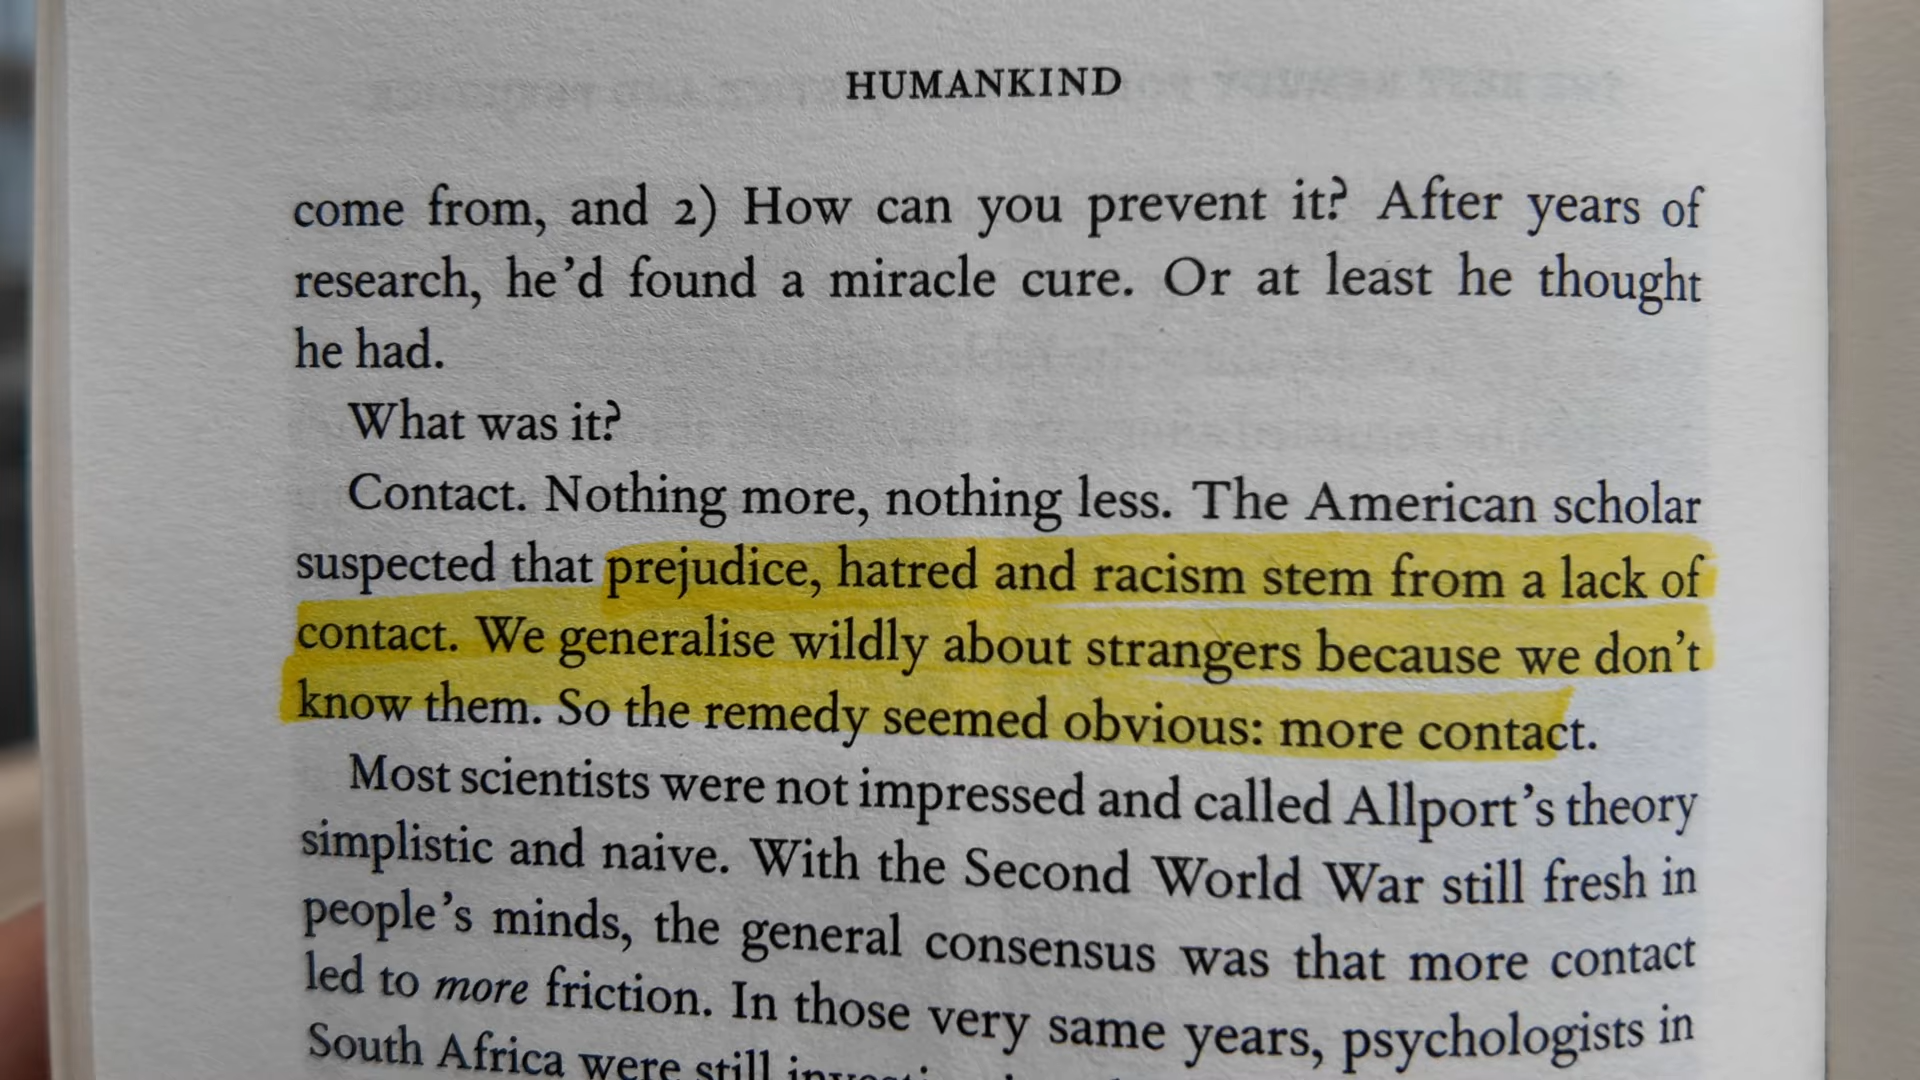 HUMANKIND
come from, and 2) How can you prevent it? After years of
research, he’d found a miracle cure. Or at least he thought
he had.
What was it?
Contact. Nothing more, nothing less. The American scholar
suspected that prejudice, hatred and racism stem from a lack of
contact. We generalise wildly about strangers because we don’t
know them. So the remedy seemed obvious: more contact.
Most scientists were not impressed and called Allport’s theory
simplistic and naive. With the Second World War still fresh in
people’s minds, the general consensus was that more contact
led to more friction. In those very same years, psychologists in
South Africa were still